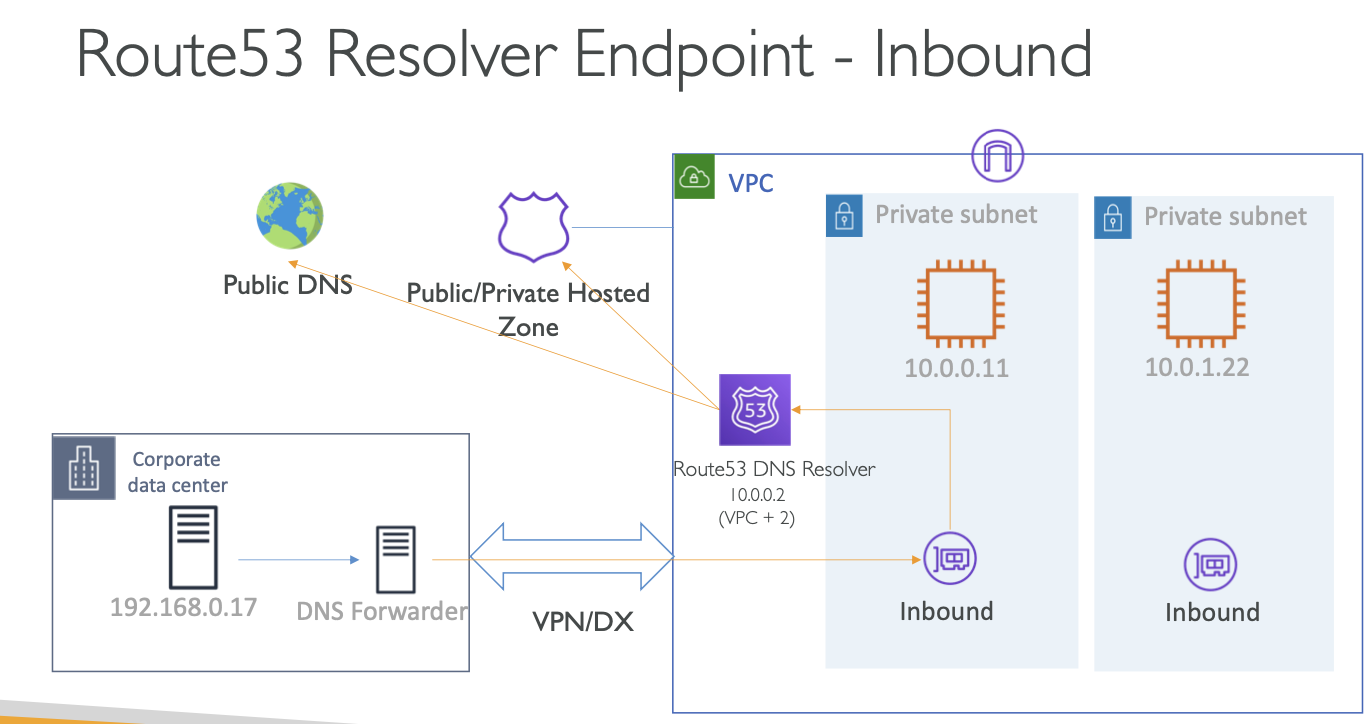 Route53 Resolver Endpoint - Inbound
VPC
Private subnet
Private subnet
Public DNS
Public/Private Hosted
Zone
10.0.0.11
10.0.1.22
53
Route53 DNS Resolver
10.0.0.2
(VPC + 2)
Corporate
data center
192.168.0.17
DNS Forwarder
VPN/DX
Inbound
Inbound